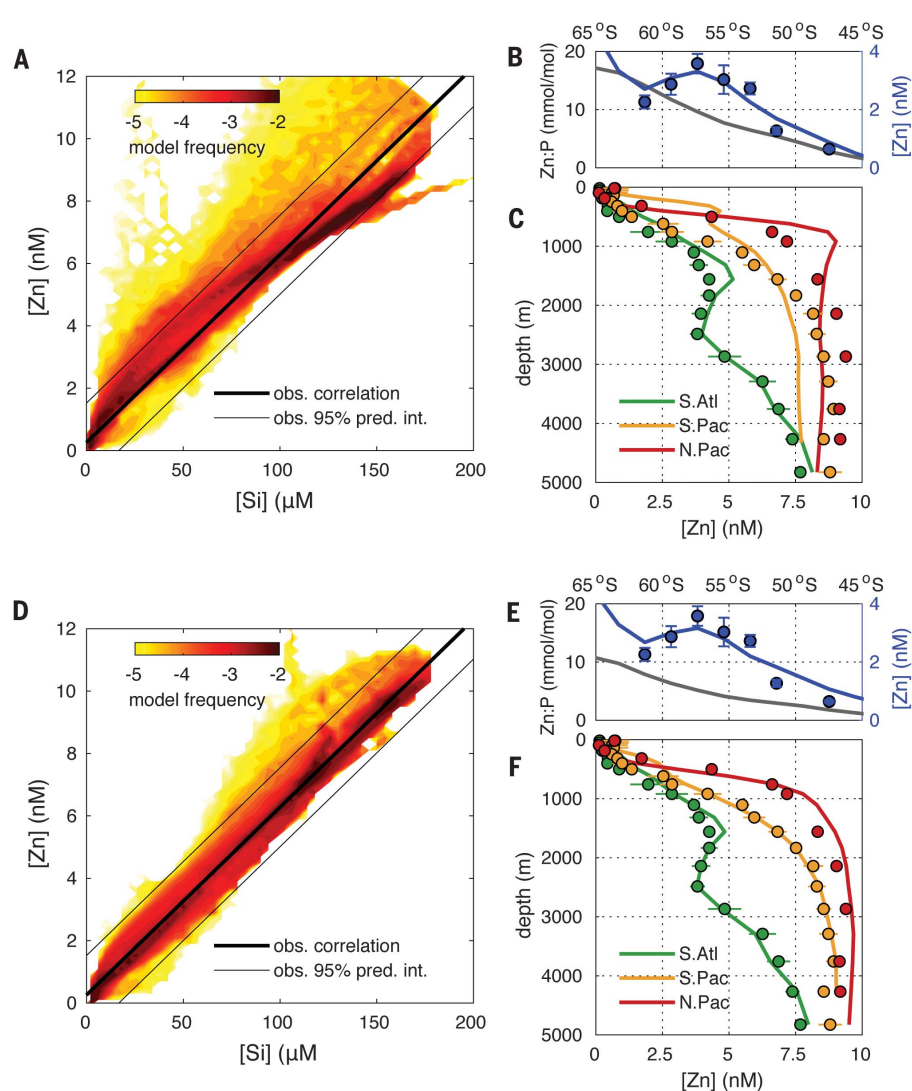 A
12
10
8
6
4
2
0
[Zn] (nM)
-5 -4 -3 -2
model frequency
obs. correlation
obs. 95% pred. int.
0 50 100 150 200
[Si] (µM
B
65°S 60°S 55°S 50°S 45°S
20
10
0
Zn:P (mmol/mol)
4
2
0
[Zn] (nM)
C
0
1000
2000
3000
4000
5000
depth (m)
S.Atl
S.Pac
N.Pac
0 2.5 5 7.5 10
[Zn] (nM)
D
12
10
8
6
4
2
0
[Zn] (nM)
-5 -4 -3 -2
model frequency
obs. correlation
obs. 95% pred. int.
0 50 100 150 200
[Si] (µM
E
65°S 60°S 55°S 50°S 45°S
20
10
0
Zn:P (mmol/mol)
4
2
0
[Zn] (nM)
F
0
1000
2000
3000
4000
5000
depth (m)
S.Atl
S.Pac
N.Pac
0 2.5 5 7.5 10
[Zn] (nM)